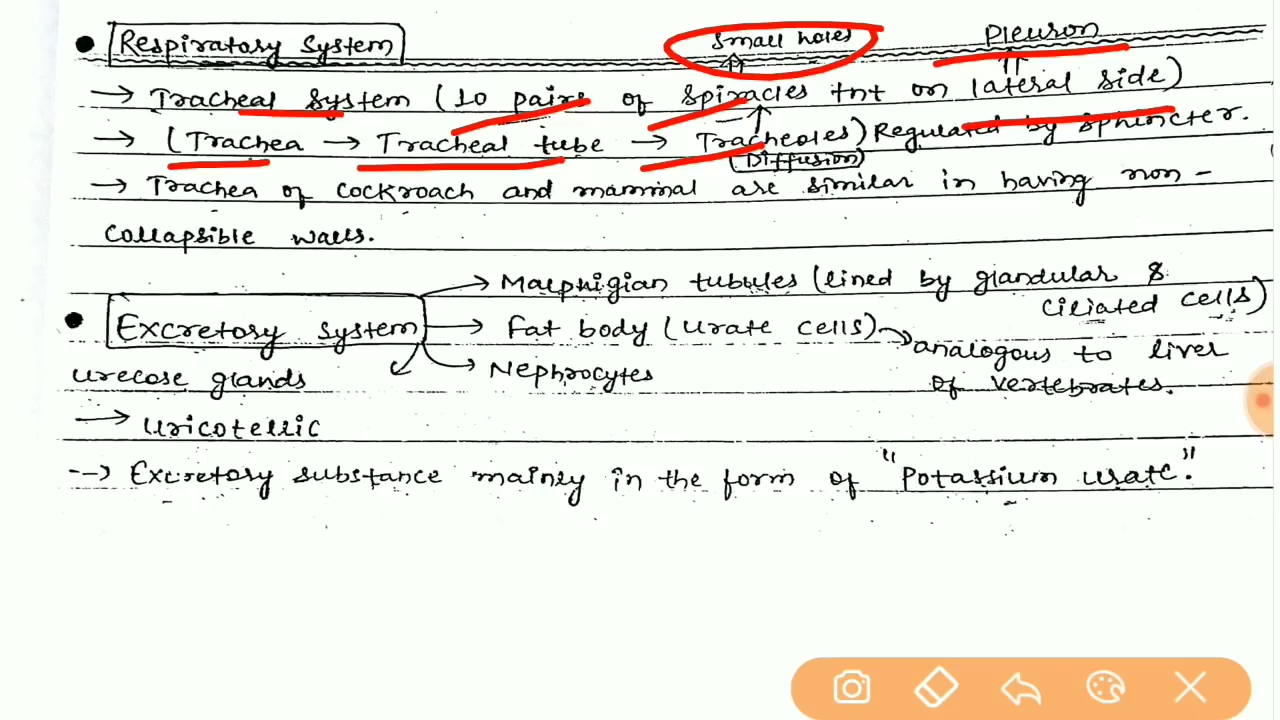 Respiratory System
small holes
Pleuron
→ Tracheal System (10 pairs of spiracles tnt on lateral side)
→ (Trachea → Tracheal tube → Tracheoles) Regulated by sphincter.
(Diffusion)
→ Trachea of cockroach and mammal are similar in having non-
collapsible walls.
→ Malphigian tubules (lined by glandular &
ciliated cells)
Excretory system → Fat body (urate cells)
analogous to liver
of vertebrates.
→ Nephrocytes
urecose glands
→ Uricotellic
--> Excretory substance mainly in the form of "Potassium urate."